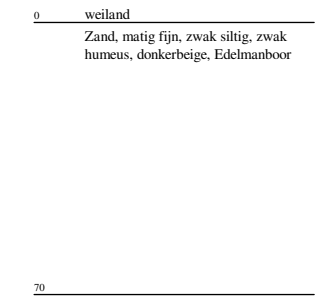 0 weiland
Zand, matig fijn, zwak siltig, zwak
humeus, donkerbeige, Edelmanboor
70